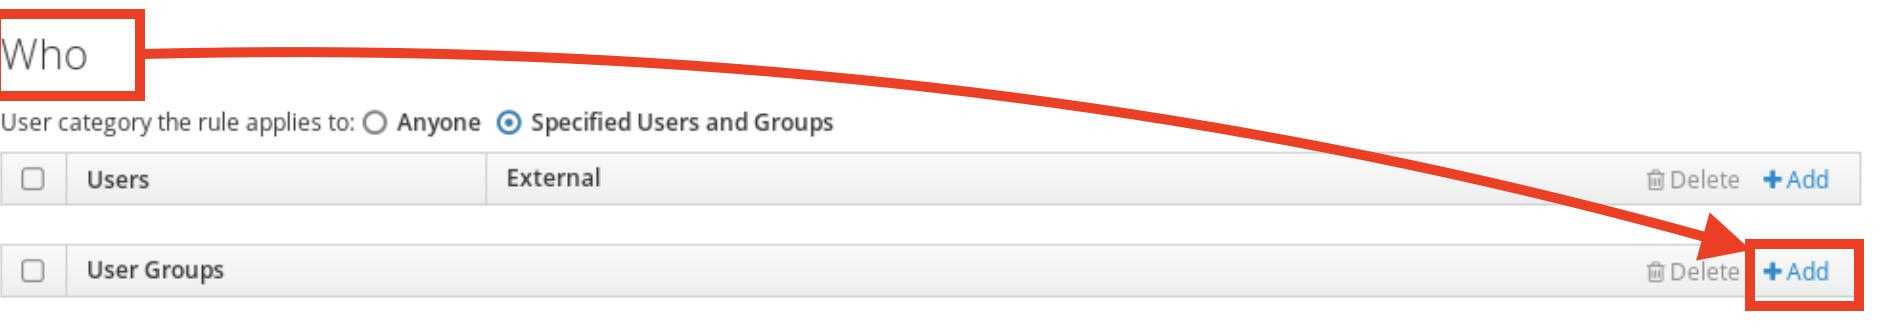 Who
User category the rule applies to: Anyone Specified Users and Groups
Users External Delete Add
User Groups Delete Add